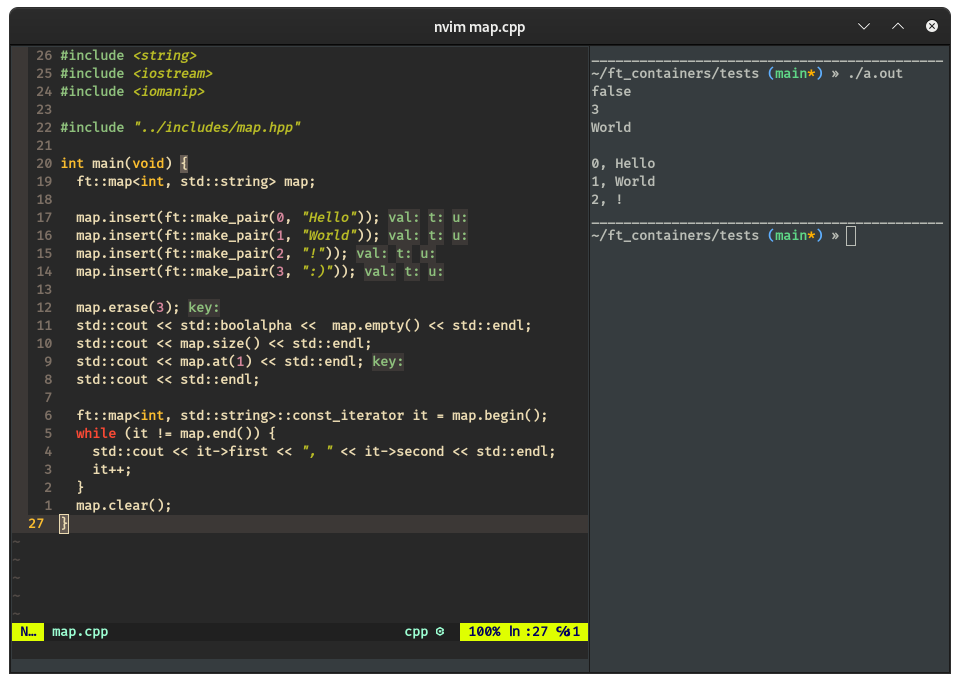 nvim map.cpp
26 #include <string>
25 #include <iostream>
24 #include <iomanip>
23
22 #include "../includes/map.hpp"
21
20 int main(void) {
19   ft::map<int, std::string> map;
18
17   map.insert(ft::make_pair(0, "Hello")); val: t: u:
16   map.insert(ft::make_pair(1, "World")); val: t: u:
15   map.insert(ft::make_pair(2, "!")); val: t: u:
14   map.insert(ft::make_pair(3, ":)")); val: t: u:
13
12   map.erase(3); key:
11   std::cout << std::boolalpha <<  map.empty() << std::endl;
10   std::cout << map.size() << std::endl;
9   std::cout << map.at(1) << std::endl; key:
8   std::cout << std::endl;
7
6   ft::map<int, std::string>::const_iterator it = map.begin();
5   while (it != map.end()) {
4     std::cout << it->first << ", " << it->second << std::endl;
3     it++;
2   }
1   map.clear();
27 }
~
~
~
~
~
N… map.cpp cpp 100% ln :27 ℅1
~/ft_containers/tests (main*) » ./a.out
false
3
World
0, Hello
1, World
2, !
~/ft_containers/tests (main*) »